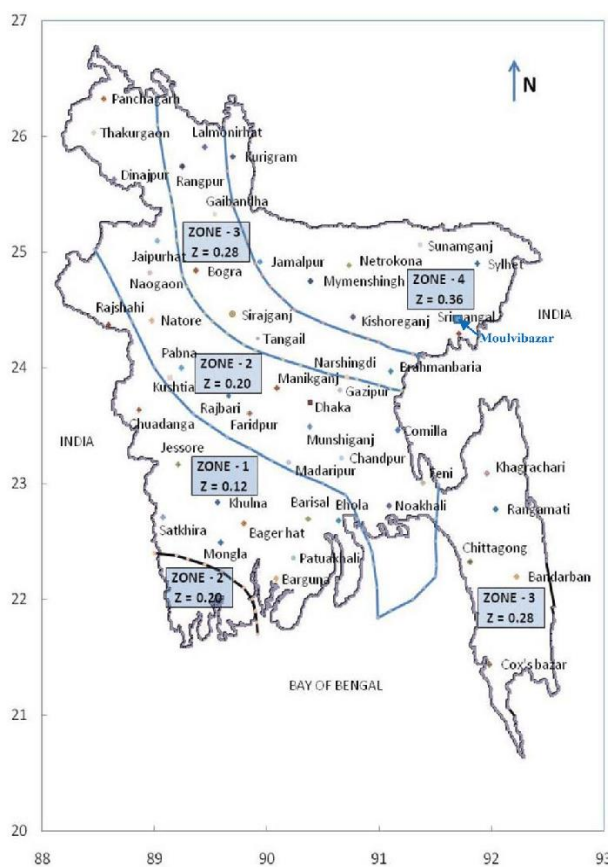 27
N
Panchagarh
26
Thakurgaon
Lalmonirhat
Kurigram
Dinajpur
Rangpur
Gaibandha
ZONE - 3
Z = 0.28
Sunamganj
25
Jaipurhat
Jamalpur
Netrokona
Sylhet
Bogra
ZONE - 4
Z = 0.36
Naogaon
Mymenshingh
Rajshahi
Natore
Sirajganj
Kishoreganj
Srimangal
INDIA
Moulvibazar
Tangail
24
Pabna
ZONE - 2
Z = 0.20
Narshingdi
Brahmanbaria
Kushtia
Manikganj
Gazipur
Rajbari
Dhaka
Chuadanga
Faridpur
INDIA
Munshiganj
Comilla
Jessore
Chandpur
23
ZONE - 1
Z = 0.12
Madaripur
Feni
Khagrachari
Khulna
Barisal
Bhola
Noakhali
Rangamati
Satkhira
Bager hat
Mongla
Patuakhali
Chittagong
22
ZONE - 2
Z = 0.20
Barguna
Bandarban
ZONE - 3
Z = 0.28
Cox's bazar
BAY OF BENGAL
21
20
88
89
90
91
92
93